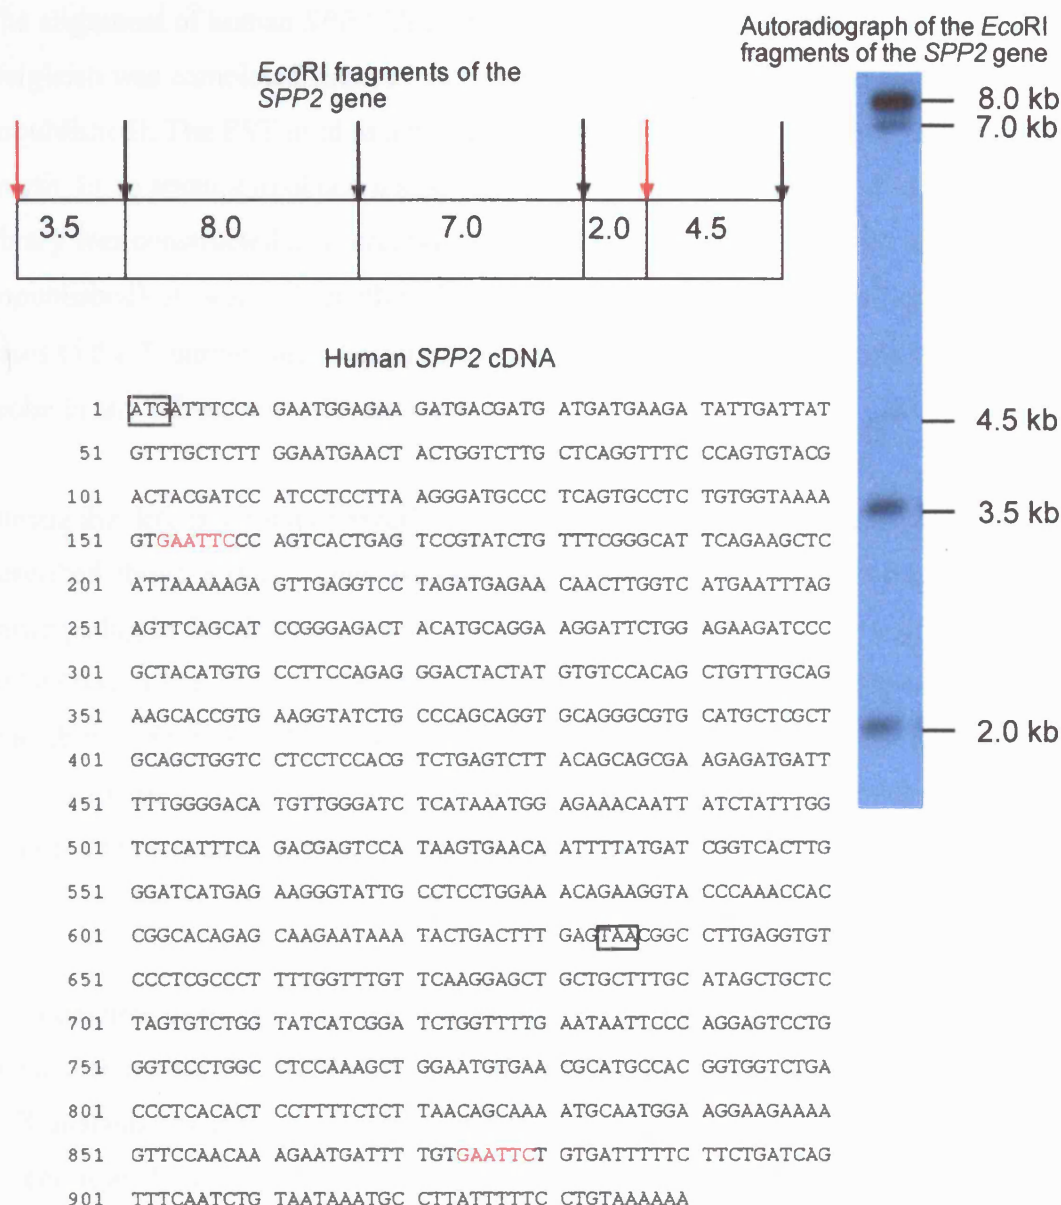 Autoradiograph of the EcoRI
fragments of the SPP2 gene
EcoRI fragments of the
SPP2 gene
8.0 kb
7.0 kb
3.5 8.0 7.0 2.0 4.5
Human SPP2 cDNA
4.5 kb
3.5 kb
2.0 kb
1 ATGATTTCCA GAATGGAGAA GATGACGATG ATGATGAAGA TATTGATTAT
51 GTTTGCTCTT GGAATGAACT ACTGGTCTTG CTCAGGTTTC CCAGTGTACG
101 ACTACGATCC ATCCTCCTTA AGGGATGCCC TCAGTGCCTC TGTGGTAAAA
151 GTGAATTCCC AGTCACTGAG TCCGTATCTG TTTCGGGCAT TCAGAAGCTC
201 ATTAAAAAGA GTTGAGGTCC TAGATGAGAA CAACTTGGTC ATGAATTTAG
251 AGTTCAGCAT CCGGGAGACT ACATGCAGGA AGGATTCTGG AGAAGATCCC
301 GCTACATGTG CCTTCCAGAG GGACTACTAT GTGTCCACAG CTGTTTGCAG
351 AAGCACCGTG AAGGTATCTG CCCAGCAGGT GCAGGGCGTG CATGCTCGCT
401 GCAGCTGGTC CTCCTCCACG TCTGAGTCTT ACAGCAGCGA AGAGATGATT
451 TTTGGGGACA TGTTGGGATC TCATAAATGG AGAAACAATT ATCTATTTGG
501 TCTCATTTCA GACGAGTCCA TAAGTGAACA ATTTTATGAT CGGTCACTTG
551 GGATCATGAG AAGGGTATTG CCTCCTGGAA ACAGAAGGTA CCCAAACCAC
601 CGGCACAGAG CAAGAATAAA TACTGACTTT GAGTAACGGC CTTGAGGTGT
651 CCCTCGCCCT TTTGGTTTGT TCAAGGAGCT GCTGCTTTGC ATAGCTGCTC
701 TAGTGTCTGG TATCATCGGA TCTGGTTTTG AATAATTCCC AGGAGTCCTG
751 GGTCCCTGGC CTCCAAAGCT GGAATGTGAA CGCATGCCAC GGTGGTCTGA
801 CCCTCACACT CCTTTTCTCT TAACAGCAAA ATGCAATGGA AGGAAGAAAA
851 GTTCCAACAA AGAATGATTT TGTGAATTCT GTGATTTTTC TTCTGATCAG
901 TTTCAATCTG TAATAAATGC CTTATTTTTC CTGTAAAAAA